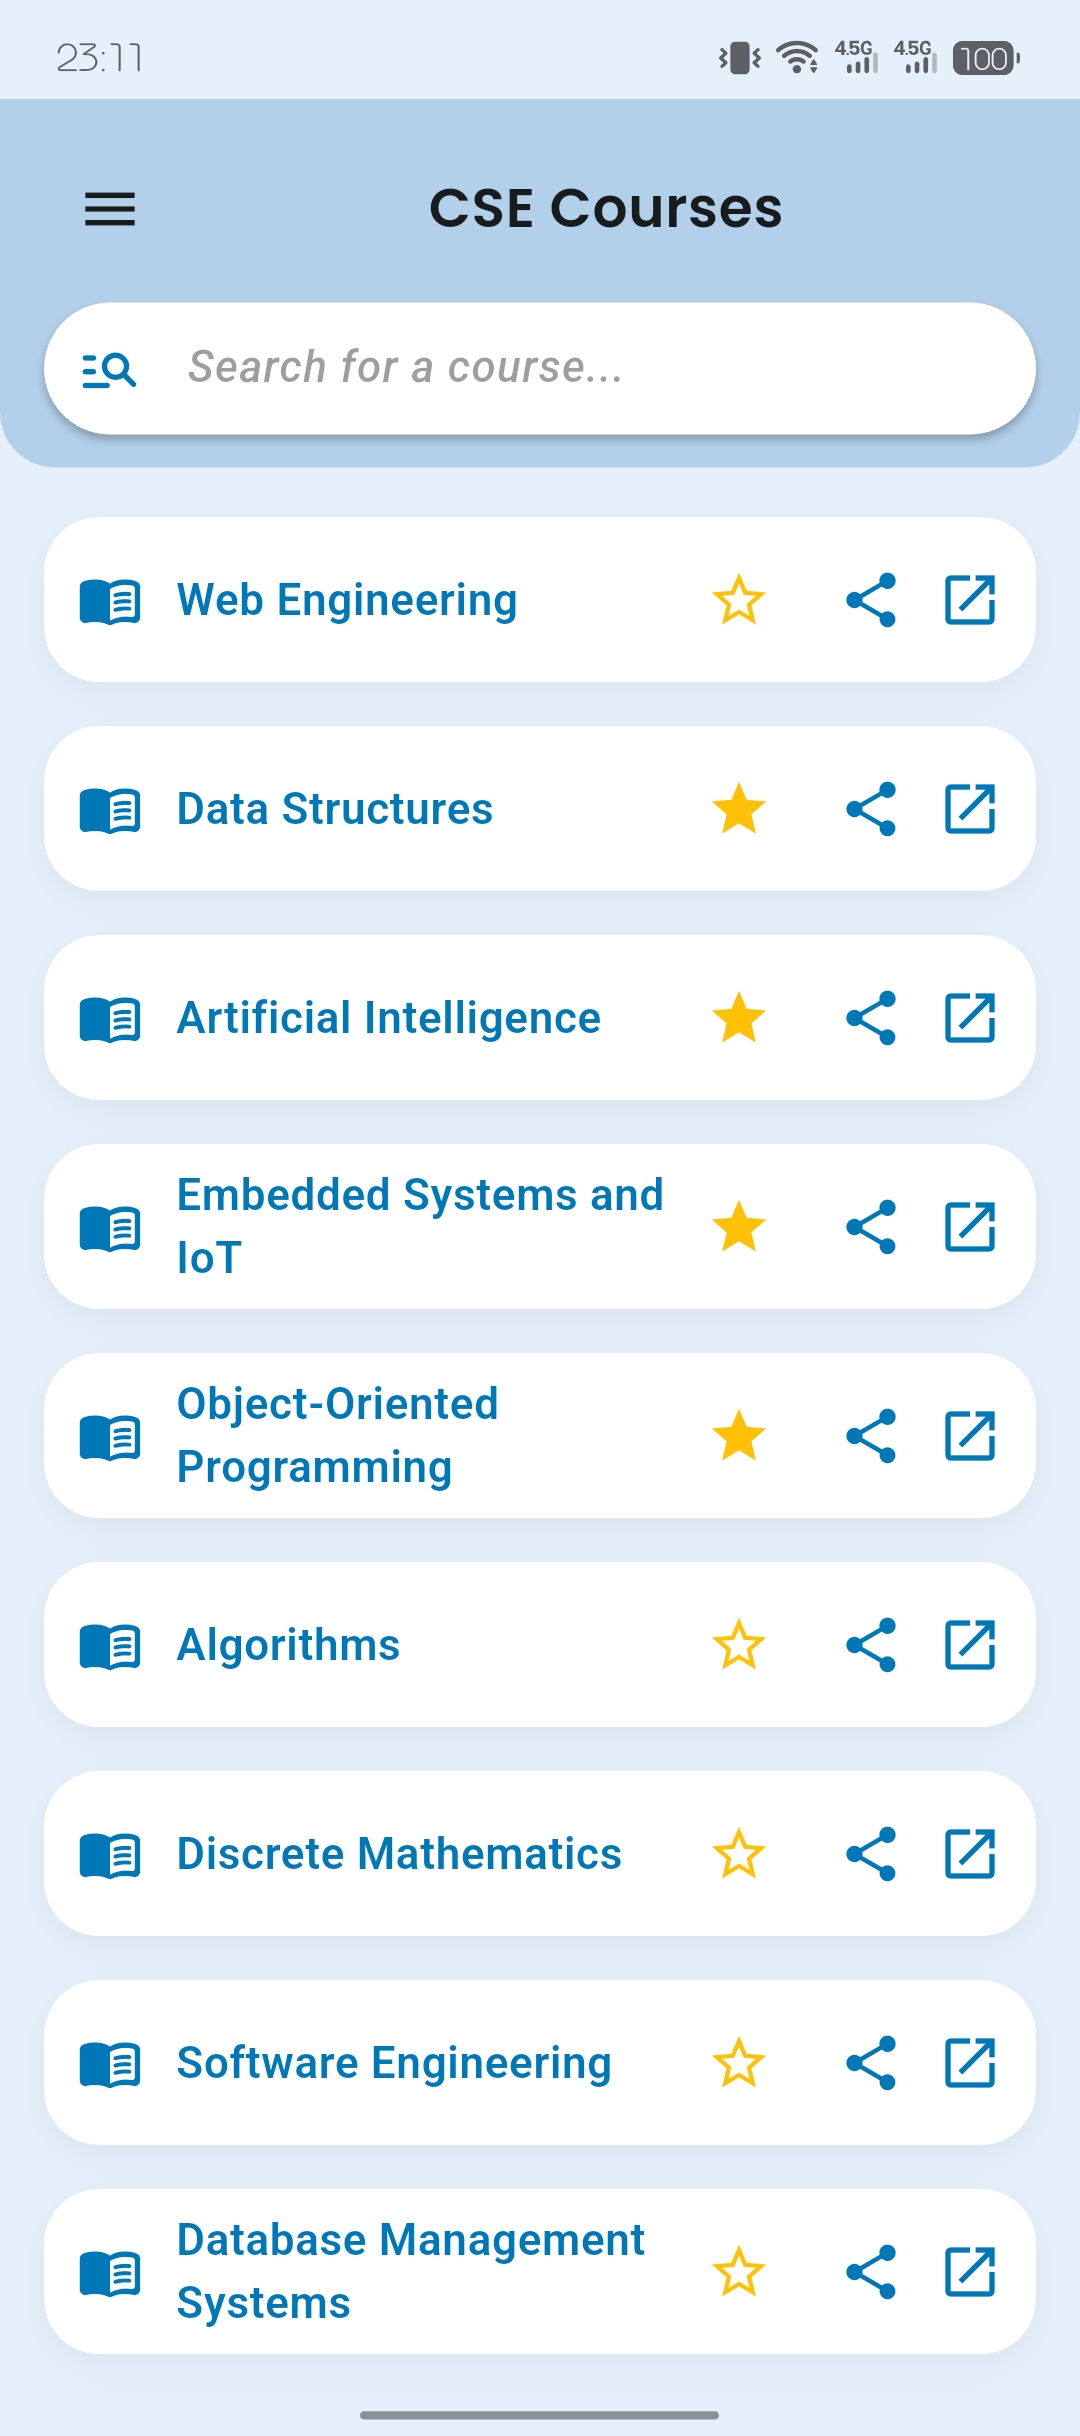 23:11
4.5G 4.5G 100
CSE Courses
Search for a course...
Web Engineering
Data Structures
Artificial Intelligence
Embedded Systems and
IoT
Object-Oriented
Programming
Algorithms
Discrete Mathematics
Software Engineering
Database Management
Systems